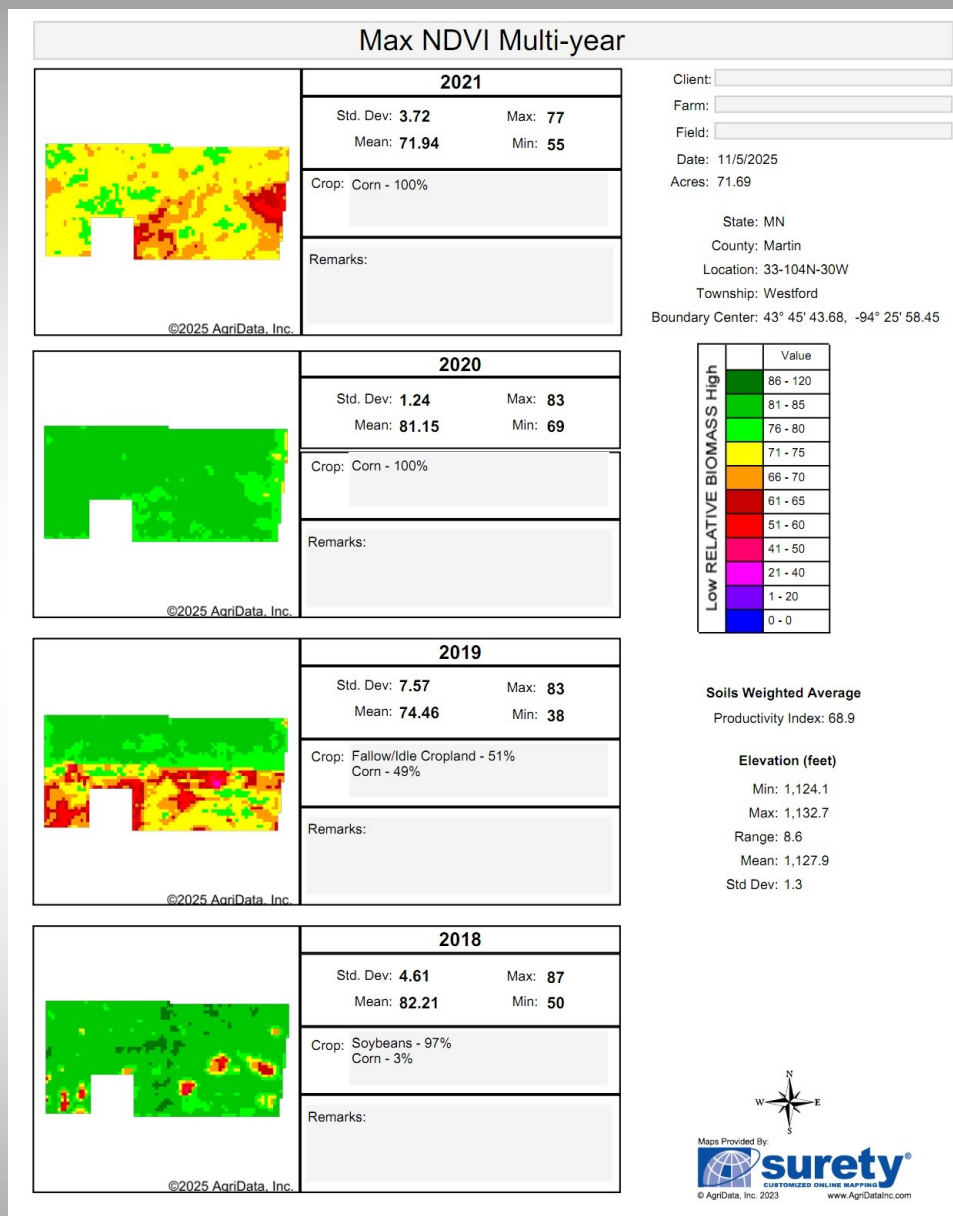 Max NDVI Multi-year
2021
Std. Dev: 3.72 Max: 77
Mean: 71.94 Min: 55
Crop: Corn - 100%
Remarks:
©2025 AgriData, Inc.
2020
Std. Dev: 1.24 Max: 83
Mean: 81.15 Min: 69
Crop: Corn - 100%
Remarks:
©2025 AgriData, Inc.
2019
Std. Dev: 7.57 Max: 83
Mean: 74.46 Min: 38
Crop: Fallow/Idle Cropland - 51%
Corn - 49%
Remarks:
©2025 AgriData, Inc.
2018
Std. Dev: 4.61 Max: 87
Mean: 82.21 Min: 50
Crop: Soybeans - 97%
Corn - 3%
Remarks:
©2025 AgriData, Inc.
Client:
Farm:
Field:
Date: 11/5/2025
Acres: 71.69
State: MN
County: Martin
Location: 33-104N-30W
Township: Westford
Boundary Center: 43° 45' 43.68, -94° 25' 58.45
Low RELATIVE BIOMASS High
Value
86 - 120
81 - 85
76 - 80
71 - 75
66 - 70
61 - 65
51 - 60
41 - 50
21 - 40
1 - 20
0 - 0
Soils Weighted Average
Productivity Index: 68.9
Elevation (feet)
Min: 1,124.1
Max: 1,132.7
Range: 8.6
Mean: 1,127.9
Std Dev: 1.3
N
W E
S
Maps Provided By:
surety®
CUSTOMIZED ONLINE MAPPING
© AgriData, Inc. 2023 www.AgriDataInc.com